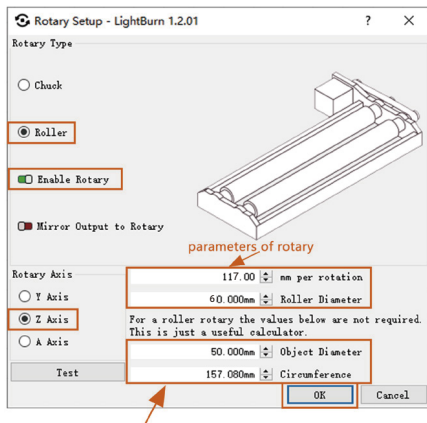 Rotary Setup - LightBurn 1.2.01 ? ×
Rotary Type
Chuck
Roller
Enable Rotary
Mirror Output to Rotary
parameters of rotary
Rotary Axis
117.00 mm per rotation
Y Axis
60.000mm Roller Diameter
Z Axis
For a roller rotary the values below are not required.
This is just a useful calculator.
A Axis
50.000mm Object Diameter
Test
157.080mm Circumference
OK Cancel